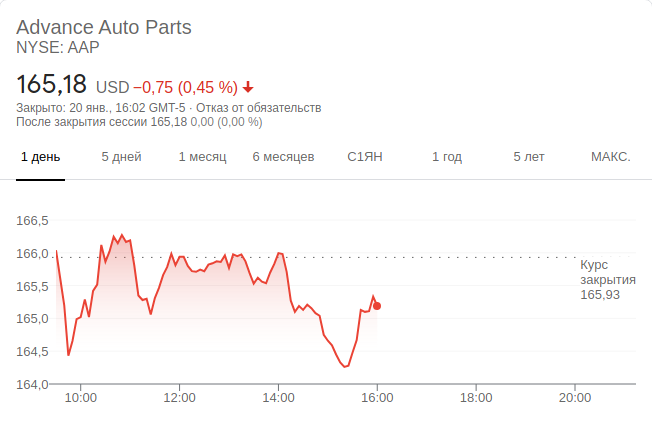 Advance Auto Parts
NYSE: AAP
165,18 USD −0,75 (0,45 %)
Закрыто: 20 янв., 16:02 GMT-5 · Отказ от обязательств
После закрытия сессии 165,18 0,00 (0,00 %)
1 день 5 дней 1 месяц 6 месяцев С1ЯН 1 год 5 лет МАКС.
166,5
166,0
165,5
165,0
164,5
164,0
Курс
закрытия
165,93
10:00 12:00 14:00 16:00 18:00 20:00